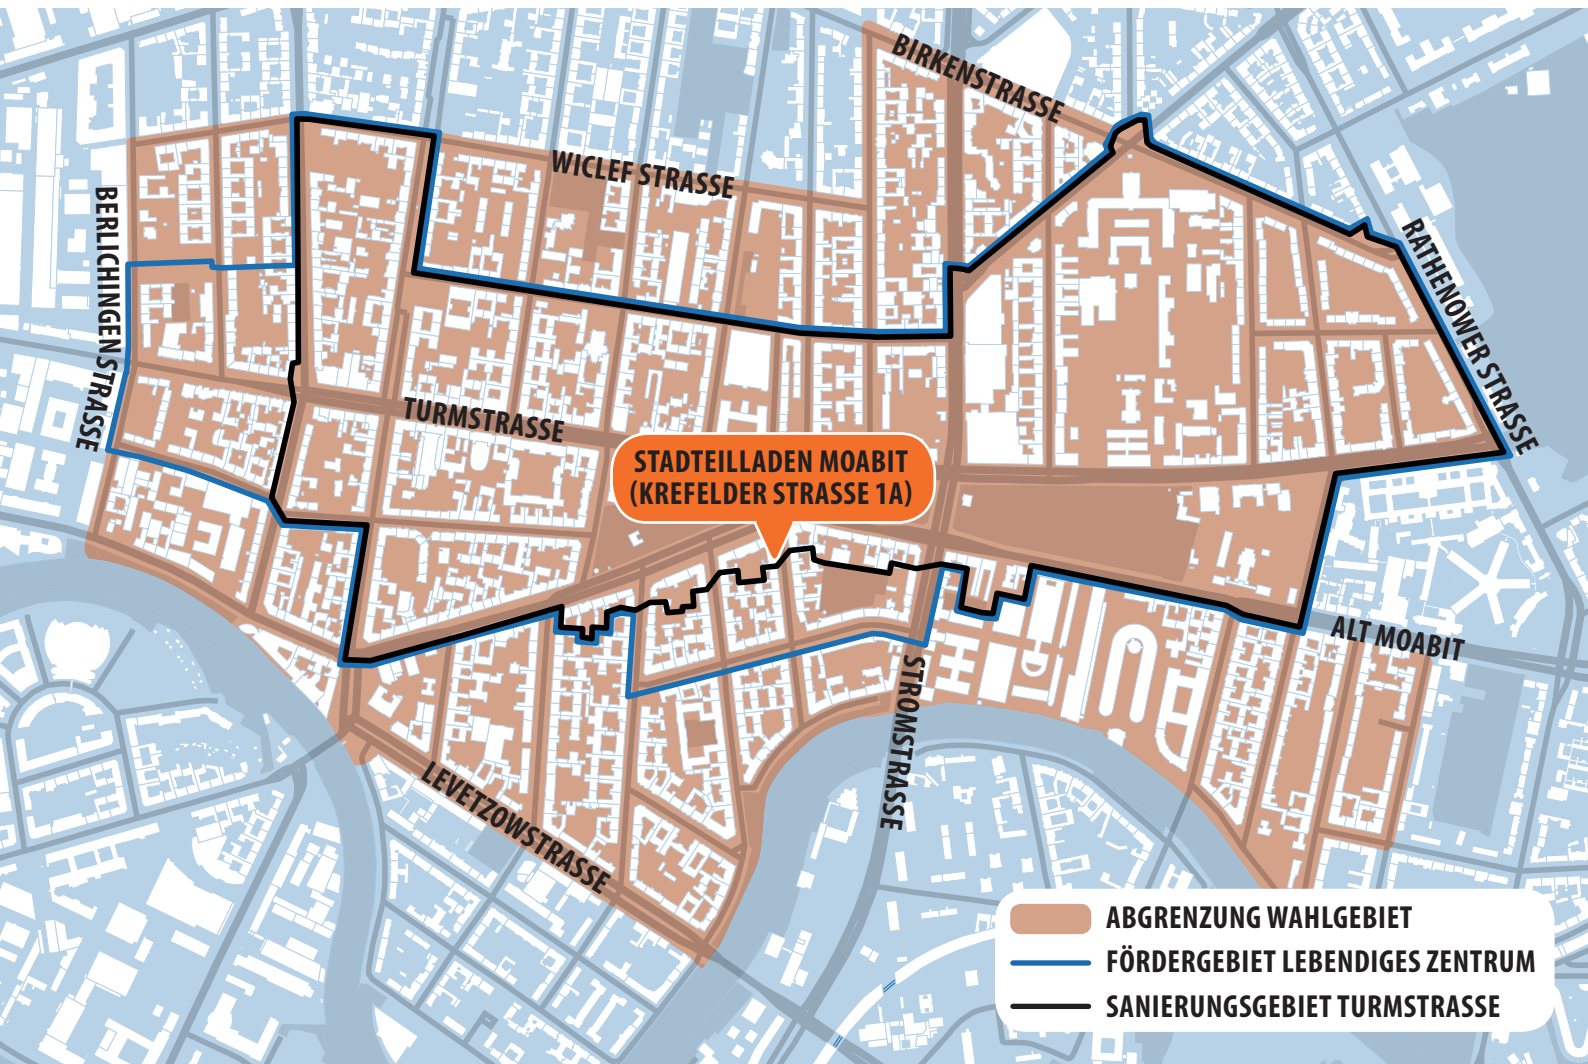 BIRKENSTRASSE
WICLEF STRASSE
BERLICHINGENSTRASSE
RATHENOWER STRASSE
TURMSTRASSE
STADTEILLADEN MOABIT
(KREFELDER STRASSE 1A)
ALT MOABIT
STROMSTRASSE
LEVETZOWSTRASSE
ABGRENZUNG WAHLGEBIET
FÖRDERGEBIET LEBENDIGES ZENTRUM
SANIERUNGSGEBIET TURMSTRASSE